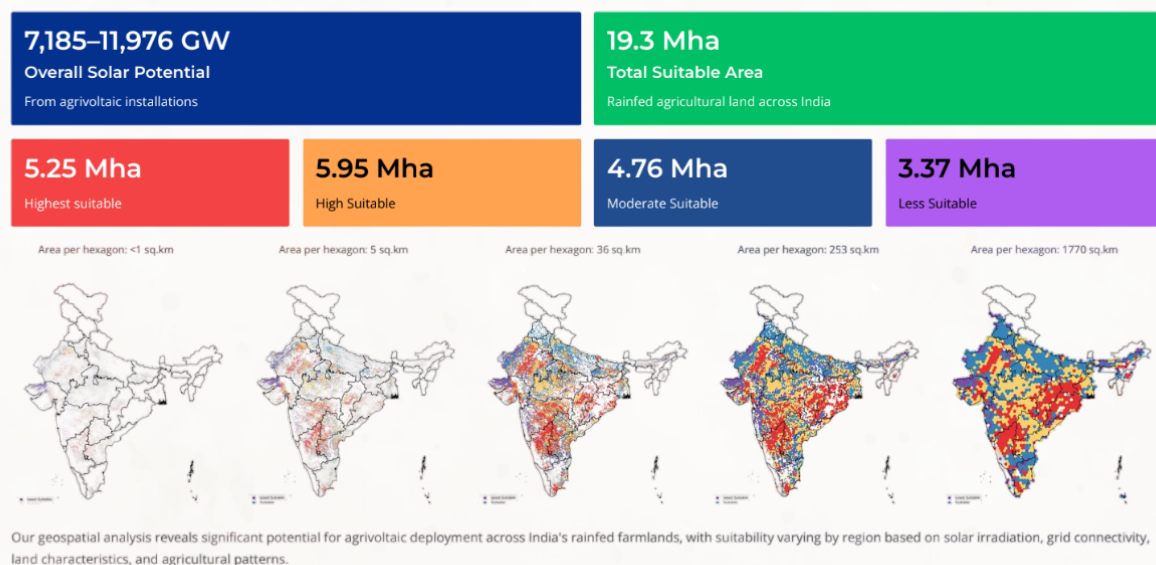 7,185–11,976 GW
Overall Solar Potential
From agrivoltaic installations
19.3 Mha
Total Suitable Area
Rainfed agricultural land across India
5.25 Mha
Highest suitable
5.95 Mha
High Suitable
4.76 Mha
Moderate Suitable
3.37 Mha
Less Suitable
Area per hexagon: <1 sq.km
Area per hexagon: 5 sq.km
Area per hexagon: 36 sq.km
Area per hexagon: 253 sq.km
Area per hexagon: 1770 sq.km
Our geospatial analysis reveals significant potential for agrivoltaic deployment across India's rainfed farmlands, with suitability varying by region based on solar irradiation, grid connectivity,
land characteristics, and agricultural patterns.